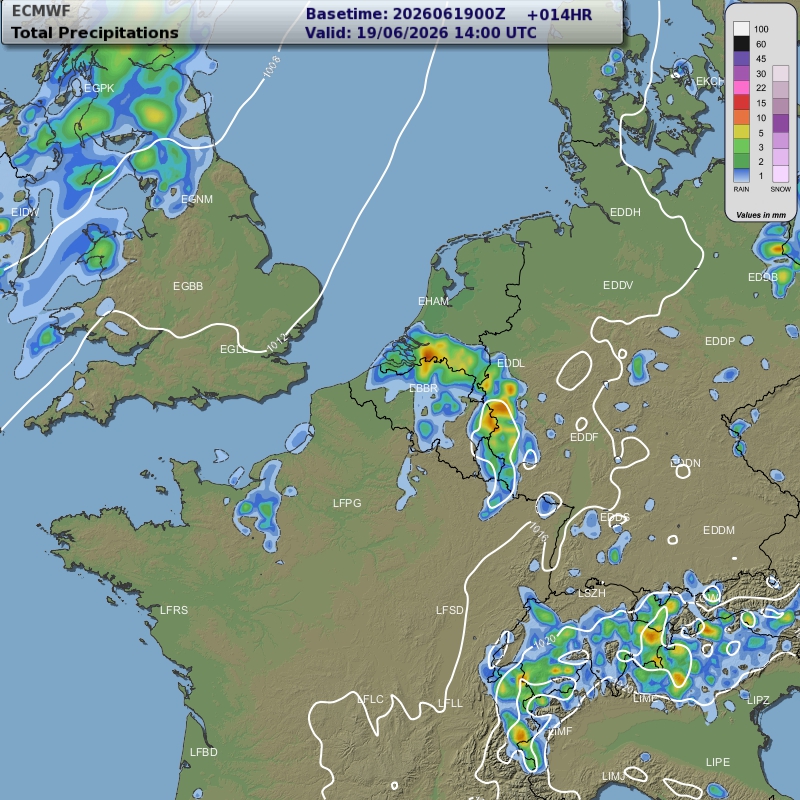 ECMWF
Basetime: 2026061900Z +014HR
Total Precipitations
Valid: 19/06/2026 14:00 UTC
100
60
45
30
22
15
10
5
3
2
1
RAIN
SNOW
Values in mm
1008
EGPK
EKCH
EGNM
EIDW
EDDH
EGBB
EDDV
EDDB
EHAM
1012
EGLL
EDDP
EDDL
EBBR
EDDF
EDDN
LFPG
EDDS
1016
EDDM
LSZH
LFRS
LFSD
1020
LFLC
LFLL
LIMC
LIPZ
LIMF
LFBD
LIPE
LIMJ